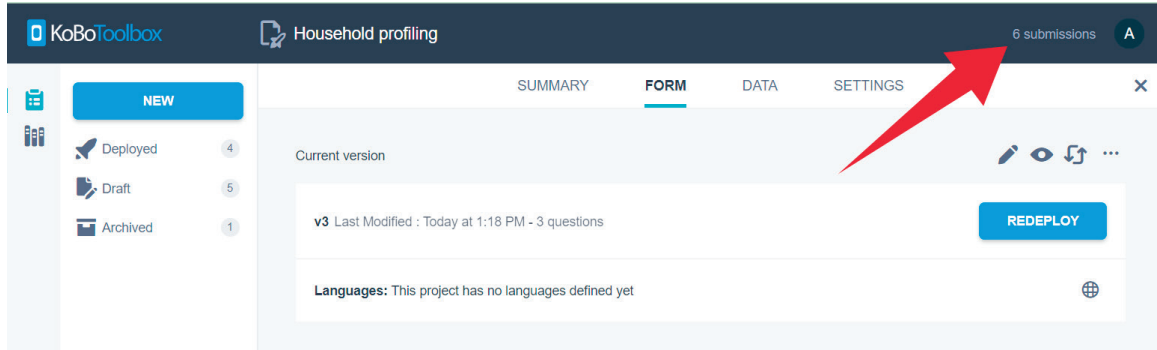 KoBoToolbox
Household profiling
6 submissions
A
NEW
Deployed 4
Draft 5
Archived 1
SUMMARY FORM DATA SETTINGS
Current version
v3 Last Modified : Today at 1:18 PM - 3 questions
REDEPLOY
Languages: This project has no languages defined yet